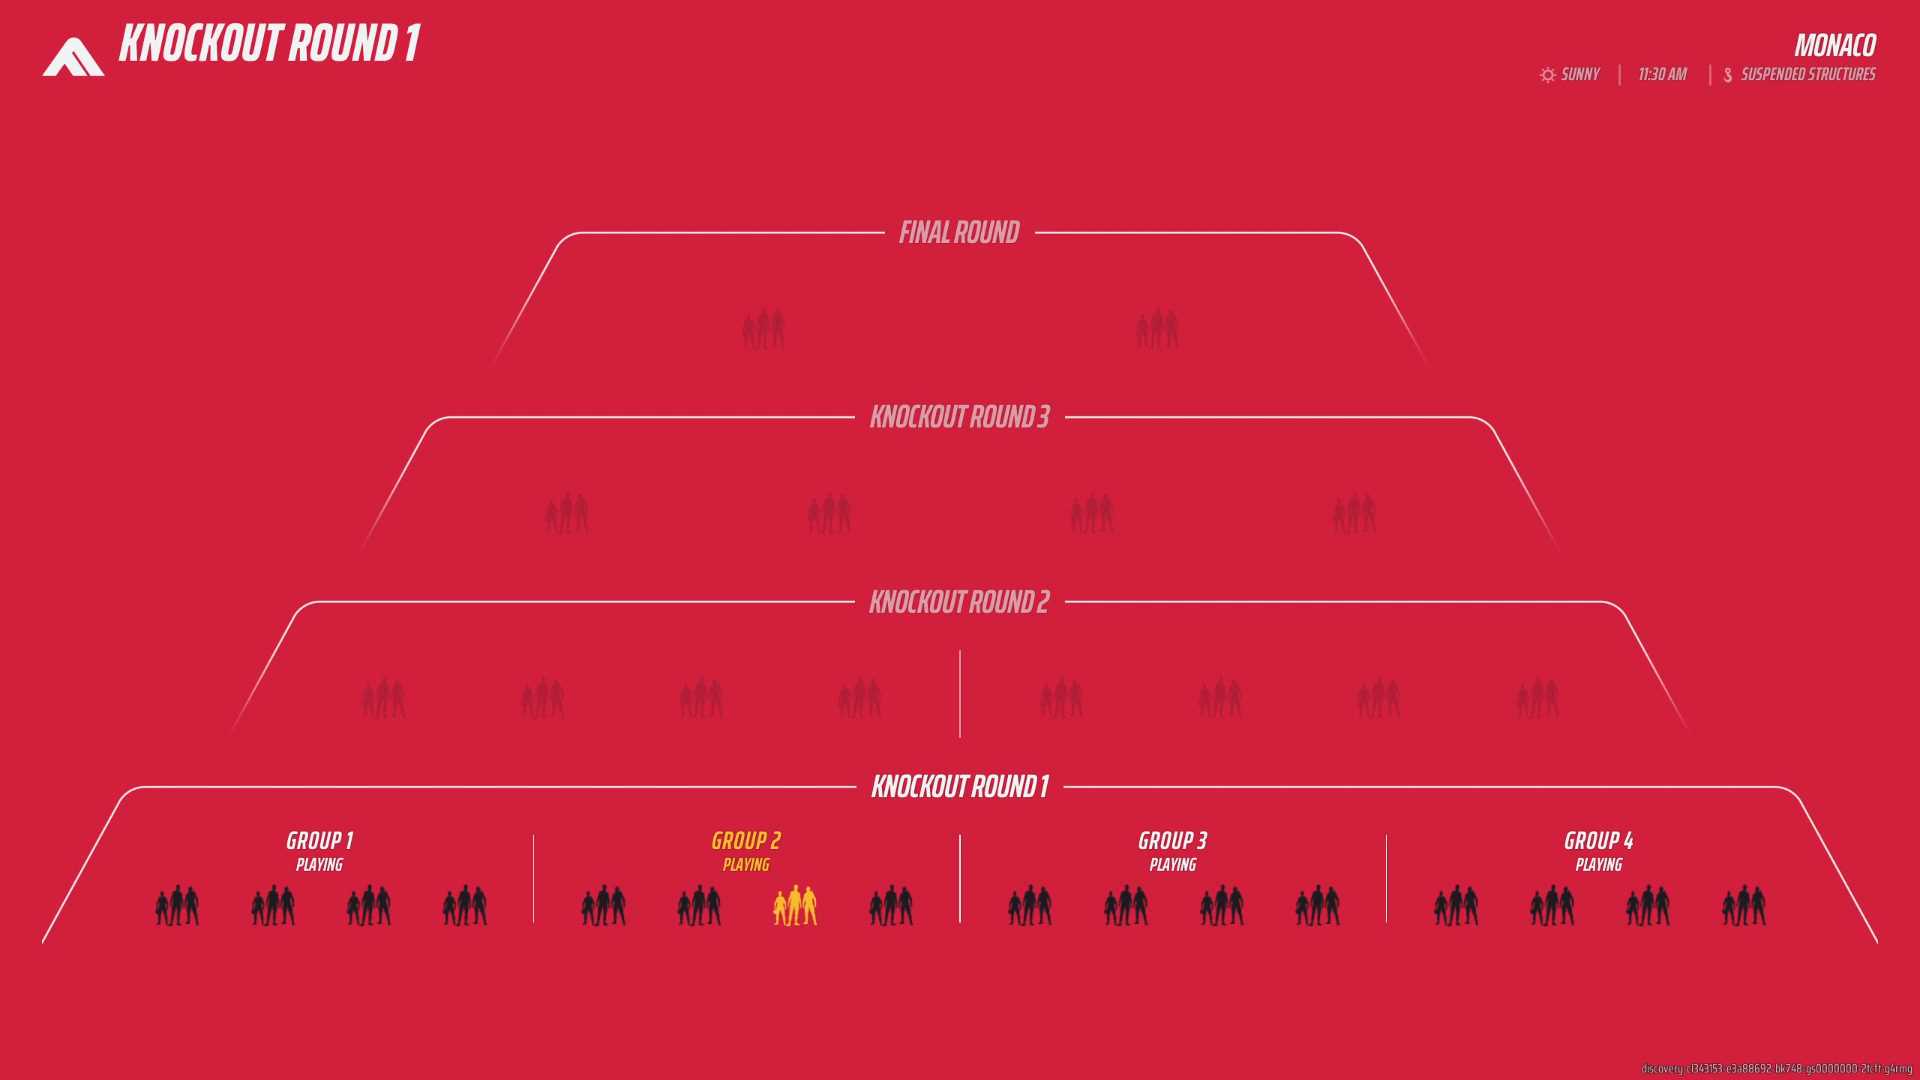 KNOCKOUT ROUND 1
MONACO
SUNNY
11:30 AM
SUSPENDED STRUCTURES
FINAL ROUND
KNOCKOUT ROUND 3
KNOCKOUT ROUND 2
KNOCKOUT ROUND 1
GROUP 1
PLAYING
GROUP 2
PLAYING
GROUP 3
PLAYING
GROUP 4
PLAYING